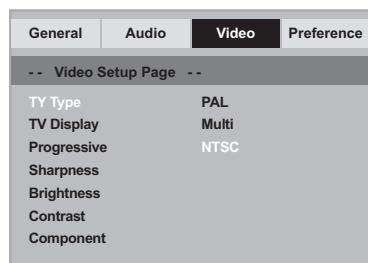 General Audio Video Preference
-- Video Setup Page --
TY Type PAL
TV Display Multi
Progressive NTSC
Sharpness
Brightness
Contrast
Component